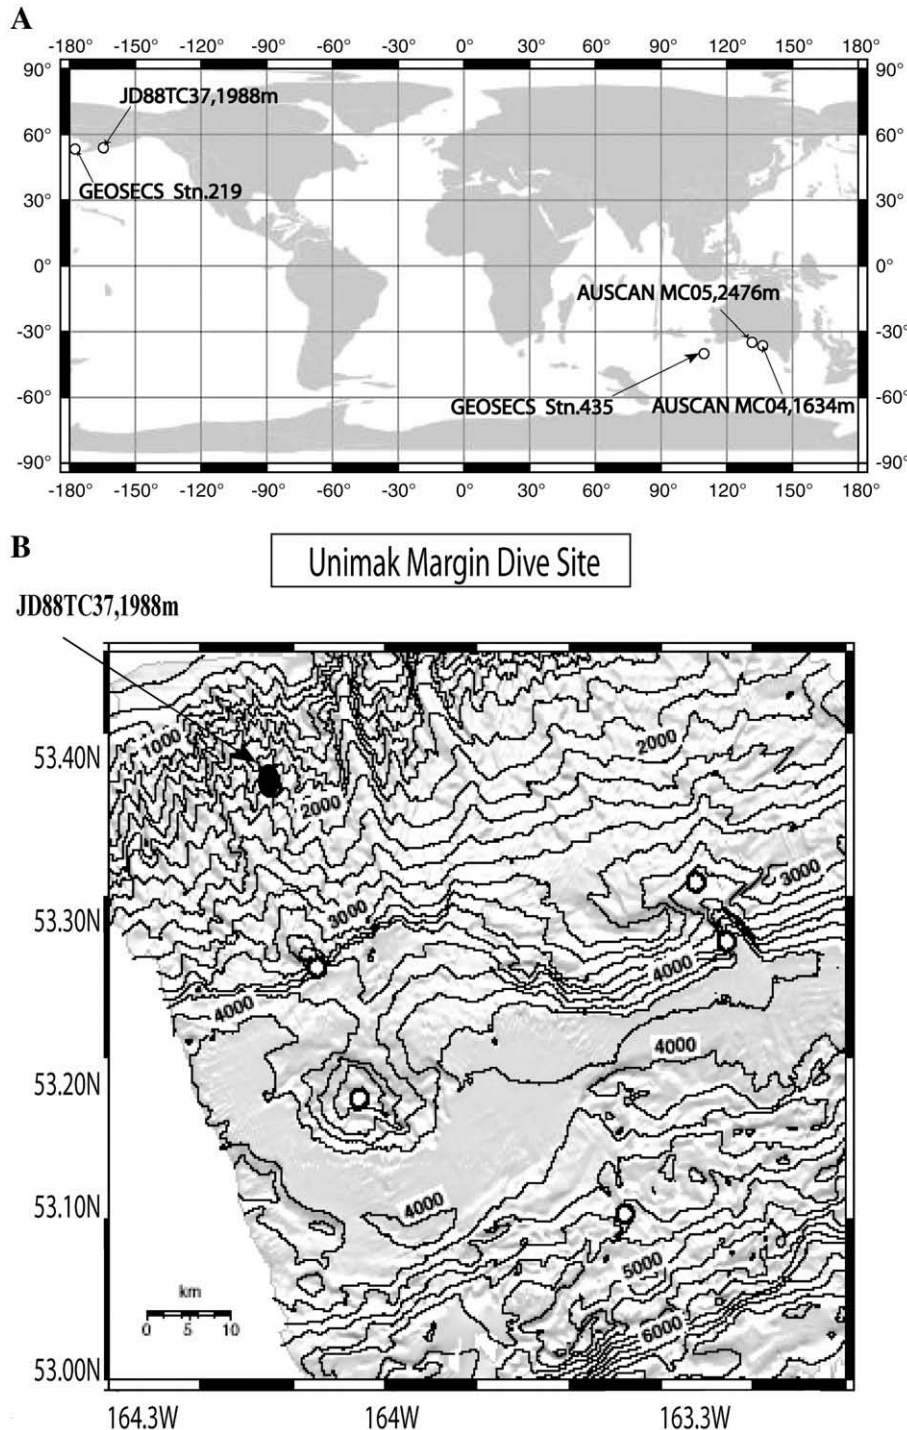 A
-180° -150° -120° -90° -60° -30° 0° 30° 60° 90° 120° 150° 180°
90° 90°
JD88TC37,1988m
60° 60°
GEOSECS Stn.219
30° 30°
0° 0°
AUSCAN MC05,2476m
-30° -30°
GEOSECS Stn.435 AUSCAN MC04,1634m
-60° -60°
-90° -90°
-180° -150° -120° -90° -60° -30° 0° 30° 60° 90° 120° 150° 180°
B
Unimak Margin Dive Site
JD88TC37,1988m
1000
2000
53.40N
2000
3000
3000
53.30N
4000
4000
4000
53.20N
4000
53.10N
5000
km
0 5 10
6000
53.00N
164.3W 164W 163.3W